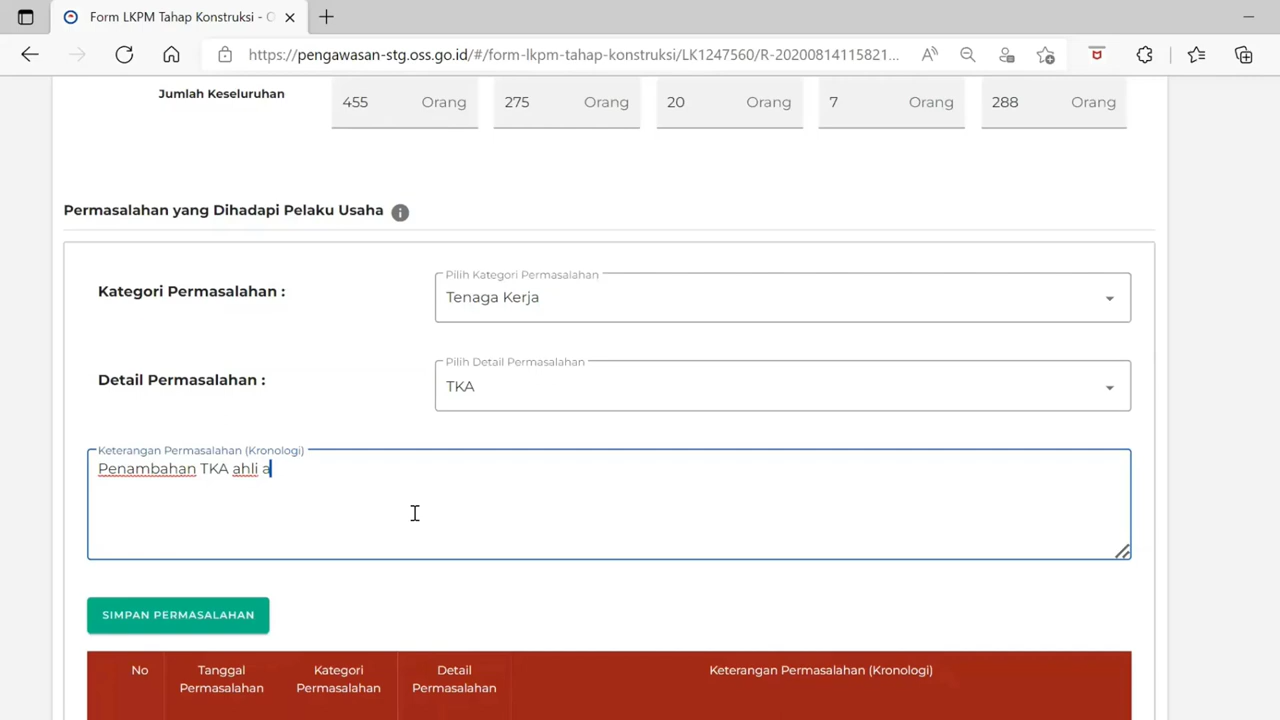 Form LKPM Tahap Konstruksi - O
https://pengawasan-stg.oss.go.id/#/form-lkpm-tahap-konstruksi/LK1247560/R-20200814115821...
Jumlah Keseluruhan
455 Orang 275 Orang 20 Orang 7 Orang 288 Orang
Permasalahan yang Dihadapi Pelaku Usaha
Pilih Kategori Permasalahan
Kategori Permasalahan : Tenaga Kerja
Pilih Detail Permasalahan
Detail Permasalahan : TKA
Keterangan Permasalahan (Kronologi)
Penambahan TKA ahli a
SIMPAN PERMASALAHAN
No
Tanggal Permasalahan
Kategori Permasalahan
Detail Permasalahan
Keterangan Permasalahan (Kronologi)